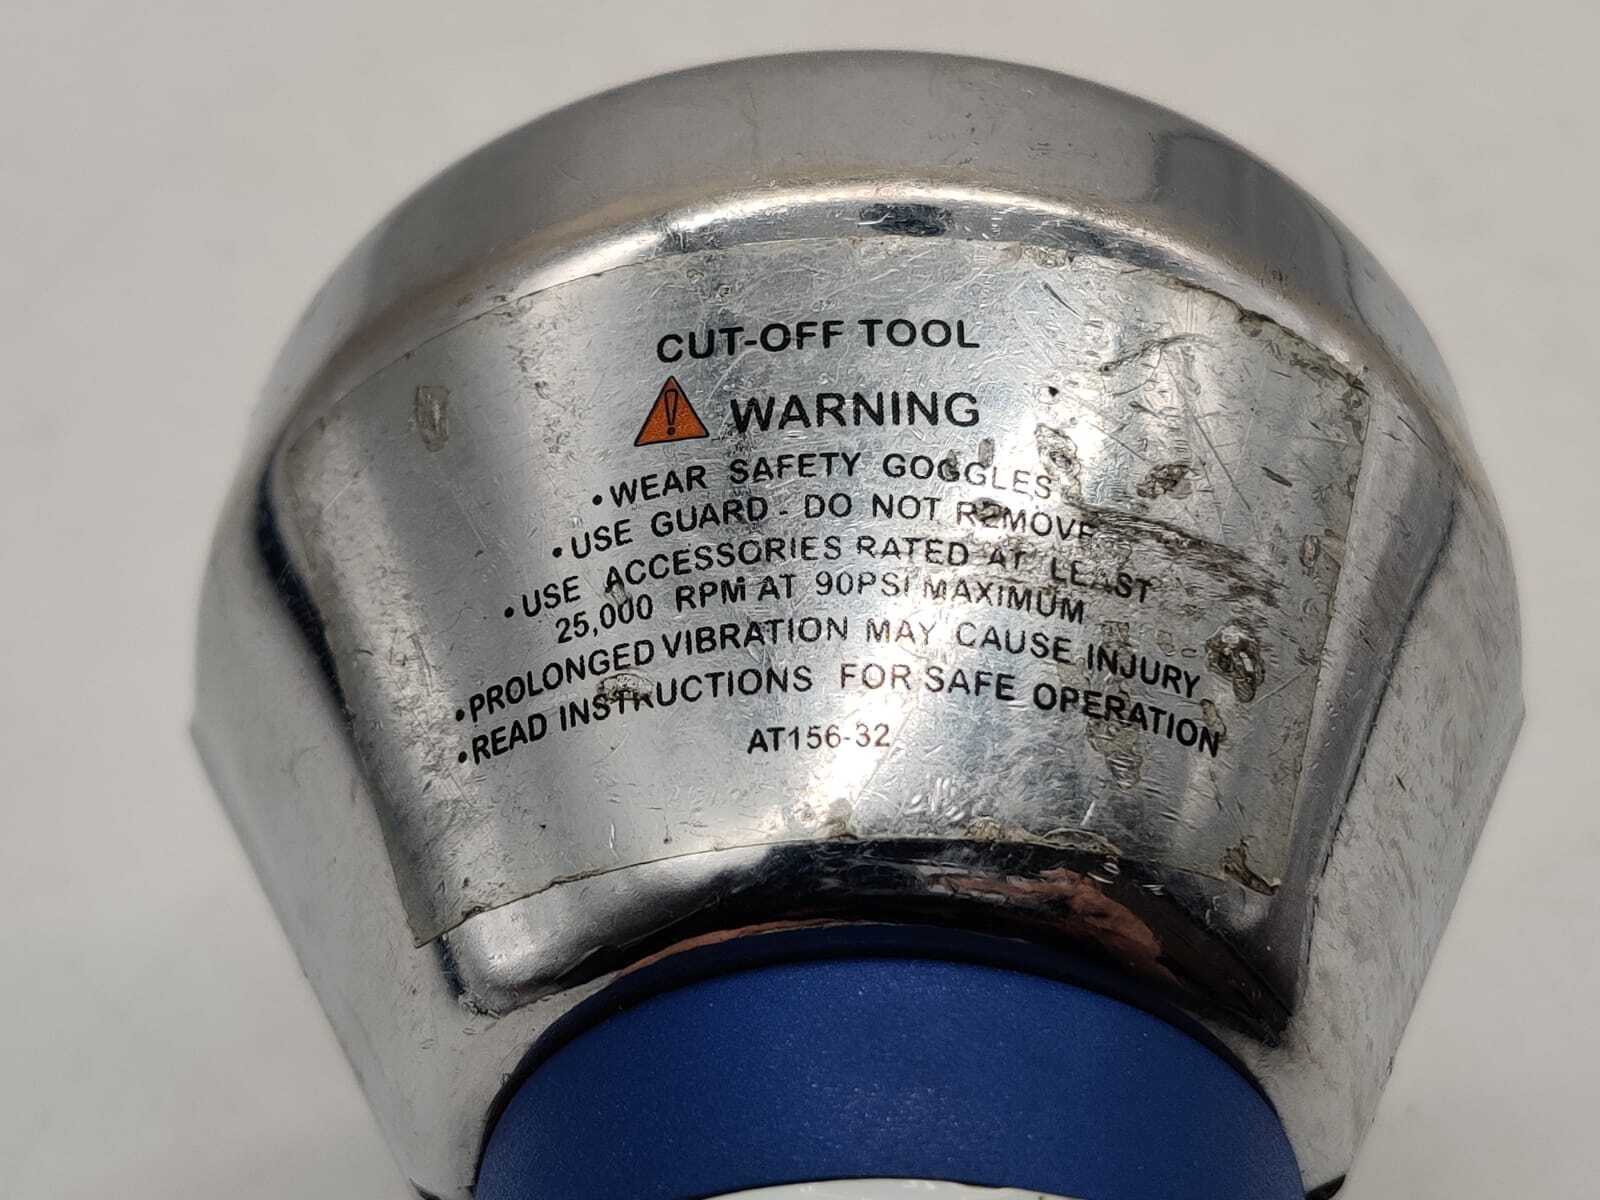 CUT-OFF TOOL
WARNING
•WEAR SAFETY GOGGLES
•USE GUARD - DO NOT REMOVE
•USE ACCESSORIES RATED AT LEAST
25,000 RPM AT 90PSI MAXIMUM
•PROLONGED VIBRATION MAY CAUSE INJURY
•READ INSTRUCTIONS FOR SAFE OPERATION
AT156-32